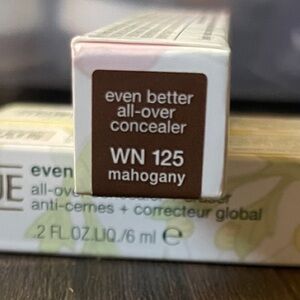 even better
all-over
concealer
WN 125
mahogany
UE
even
all-over
anti-cernes + correcteur global
.2 FL.OZ.LIQ./6 ml ℮